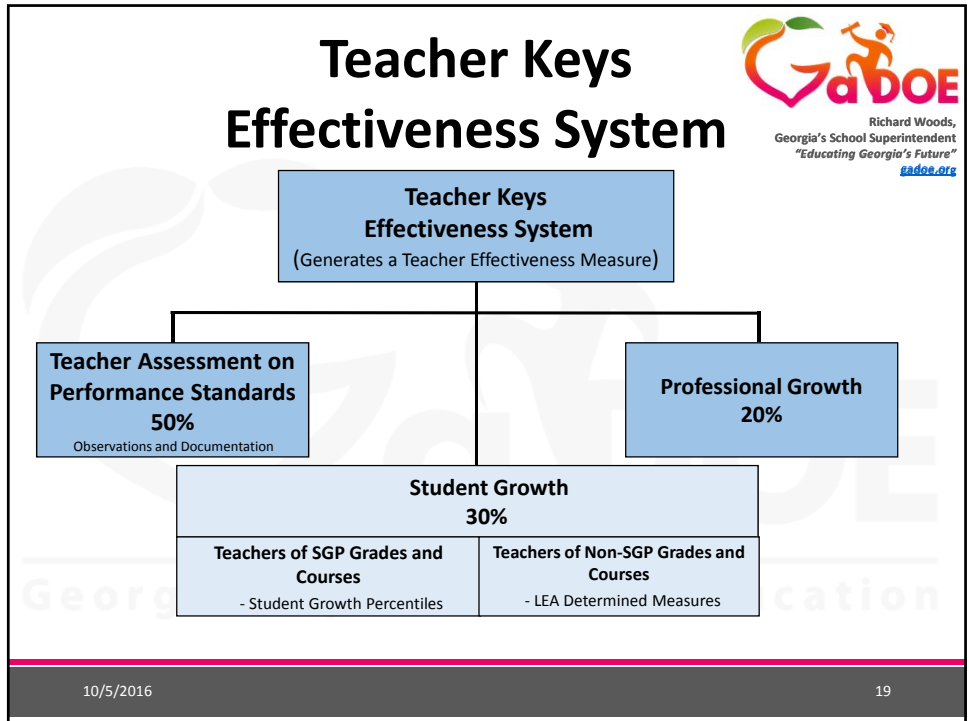 Teacher Keys
Effectiveness System
GaDOE
Richard Woods,
Georgia's School Superintendent
"Educating Georgia's Future"
gadoe.org
Teacher Keys
Effectiveness System
(Generates a Teacher Effectiveness Measure)
Teacher Assessment on
Performance Standards
50%
Observations and Documentation
Professional Growth
20%
Student Growth
30%
Teachers of SGP Grades and
Courses
- Student Growth Percentiles
Teachers of Non-SGP Grades and
Courses
- LEA Determined Measures
10/5/2016
19